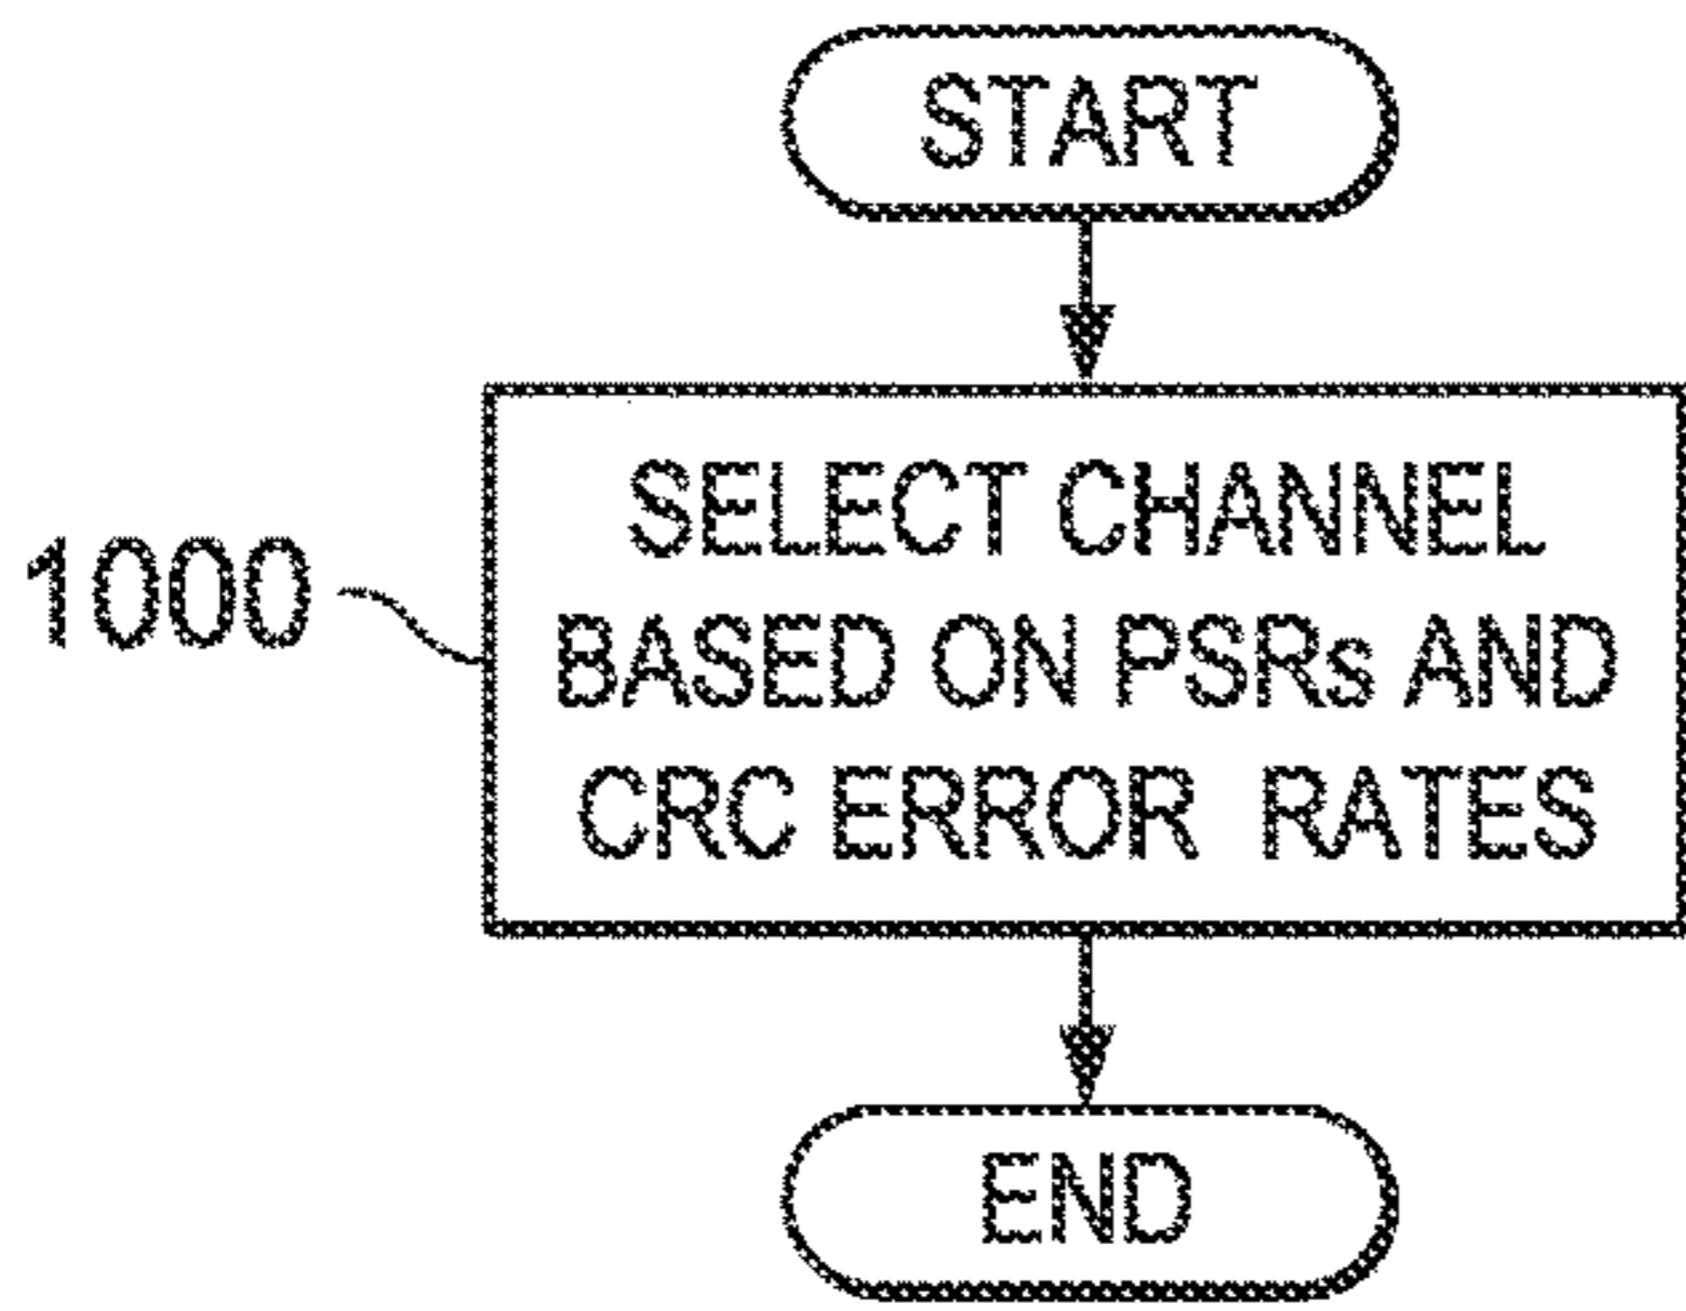 START
SELECT CHANNEL
1000
BASED ON PSRs AND
CRC ERROR RATES
END